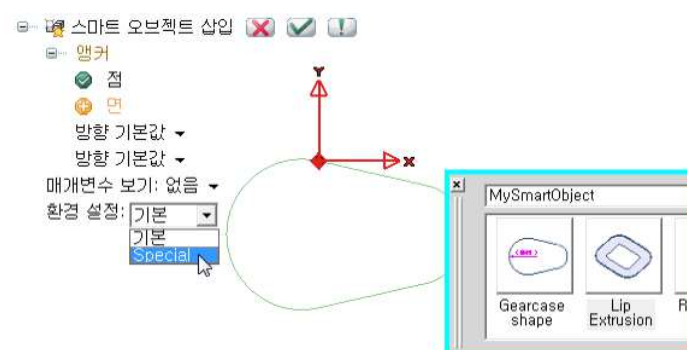 스마트 오브젝트 삽입
앵커
점
면
방향 기본값
방향 기본값
매개변수 보기: 없음
환경 설정: 기본
기본
Special
Y
X
MySmartObject
Gearcase shape
Lip Extrusion
R